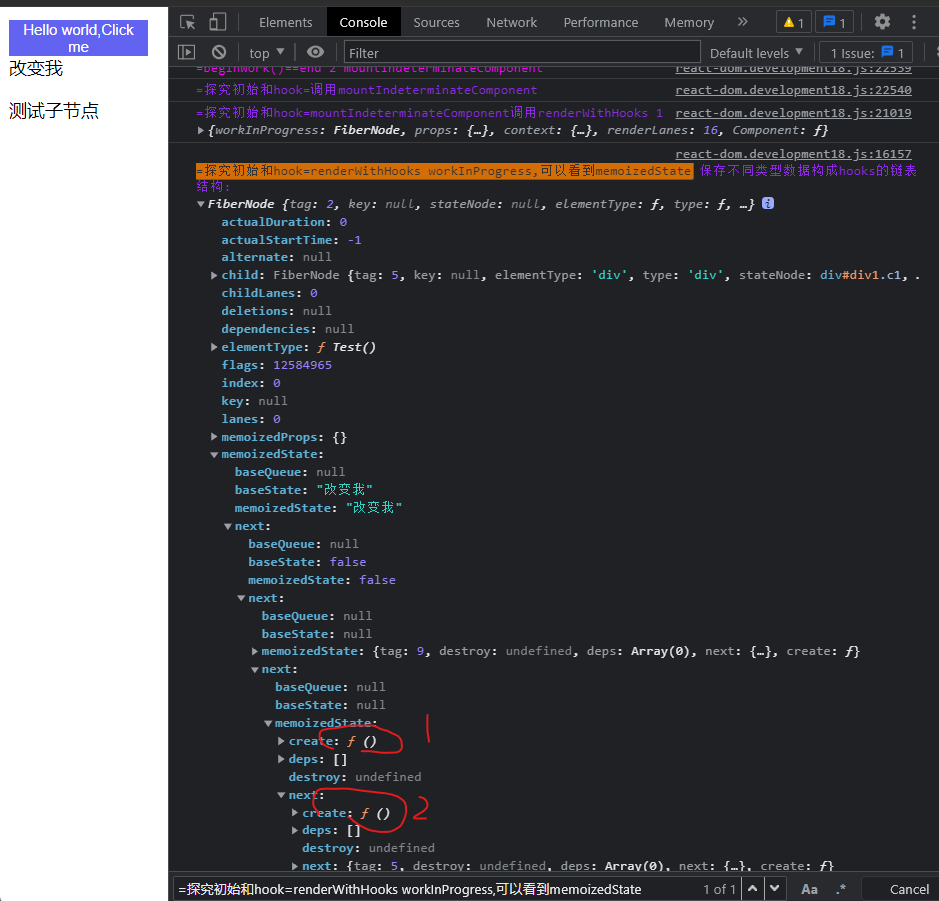 Hello world,Click
me
改变我
测试子节点
Elements Console Sources Network Performance Memory » 1 1
top Filter Default levels 1 Issue: 1
=beginWork()==end 2 mountIndeterminateComponent react-dom.development18.js:22539
=探究初始和hook=调用mountIndeterminateComponent react-dom.development18.js:22540
=探究初始和hook=mountIndeterminateComponent调用renderWithHooks 1 react-dom.development18.js:21019
{workInProgress: FiberNode, props: {…}, context: {…}, renderLanes: 16, Component: ƒ}
react-dom.development18.js:16157
=探究初始和hook=renderWithHooks workInProgress,可以看到memoizedState 保存不同类型数据构成hooks的链表
结构:
FiberNode {tag: 2, key: null, stateNode: null, elementType: ƒ, type: ƒ, …} i
actualDuration: 0
actualStartTime: -1
alternate: null
child: FiberNode {tag: 5, key: null, elementType: 'div', type: 'div', stateNode: div#div1.c1, .
childLanes: 0
deletions: null
dependencies: null
elementType: ƒ Test()
flags: 12584965
index: 0
key: null
lanes: 0
memoizedProps: {}
memoizedState:
baseQueue: null
baseState: "改变我"
memoizedState: "改变我"
next:
baseQueue: null
baseState: false
memoizedState: false
next:
baseQueue: null
baseState: null
memoizedState: {tag: 9, destroy: undefined, deps: Array(0), next: {…}, create: ƒ}
next:
baseQueue: null
baseState: null
memoizedState:
create: ƒ () 1
deps: []
destroy: undefined
next:
create: ƒ () 2
deps: []
destroy: undefined
next: {tag: 5, destroy: undefined, deps: Array(0), next: {…}, create: ƒ}
=探究初始和hook=renderWithHooks workInProgress,可以看到memoizedState 1 of 1 Aa .* Cancel